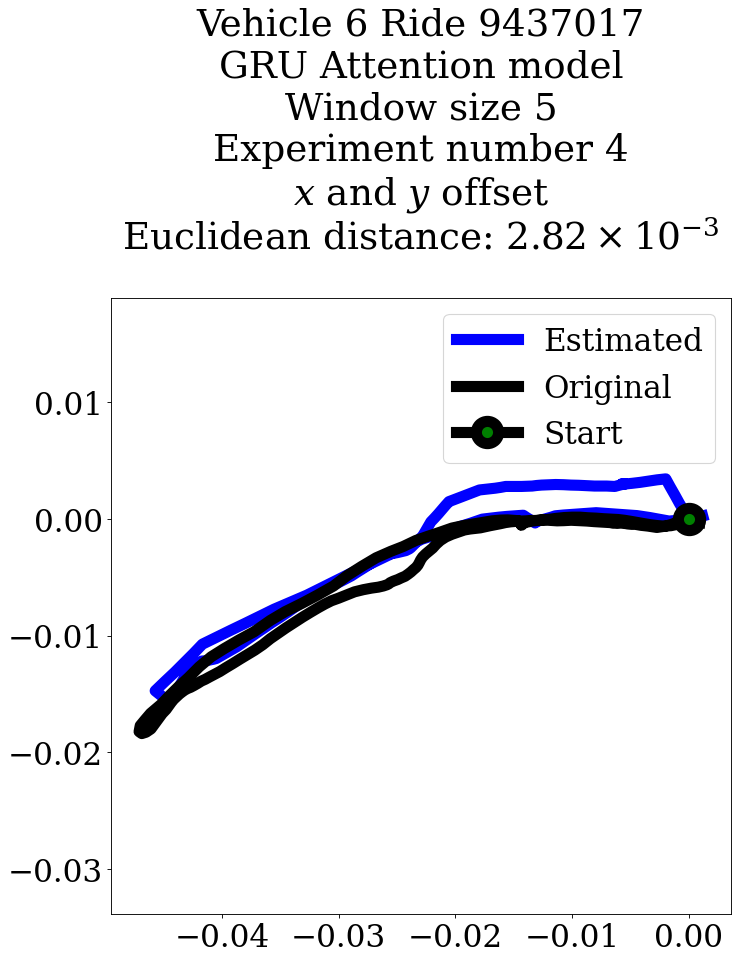 Vehicle 6 Ride 9437017
GRU Attention model
Window size 5
Experiment number 4
x and y offset
Euclidean distance: 2.82 × 10⁻³
Estimated
Original
Start
0.01
0.00
−0.01
−0.02
−0.03
−0.04 −0.03 −0.02 −0.01 0.00